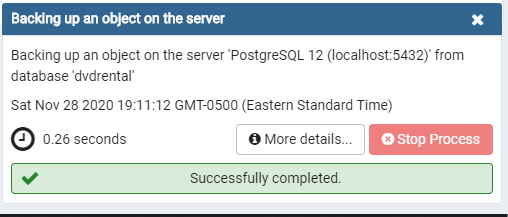 Backing up an object on the server
Backing up an object on the server 'PostgreSQL 12 (localhost:5432)' from
database 'dvdrental'
Sat Nov 28 2020 19:11:12 GMT-0500 (Eastern Standard Time)
0.26 seconds More details... Stop Process
Successfully completed.